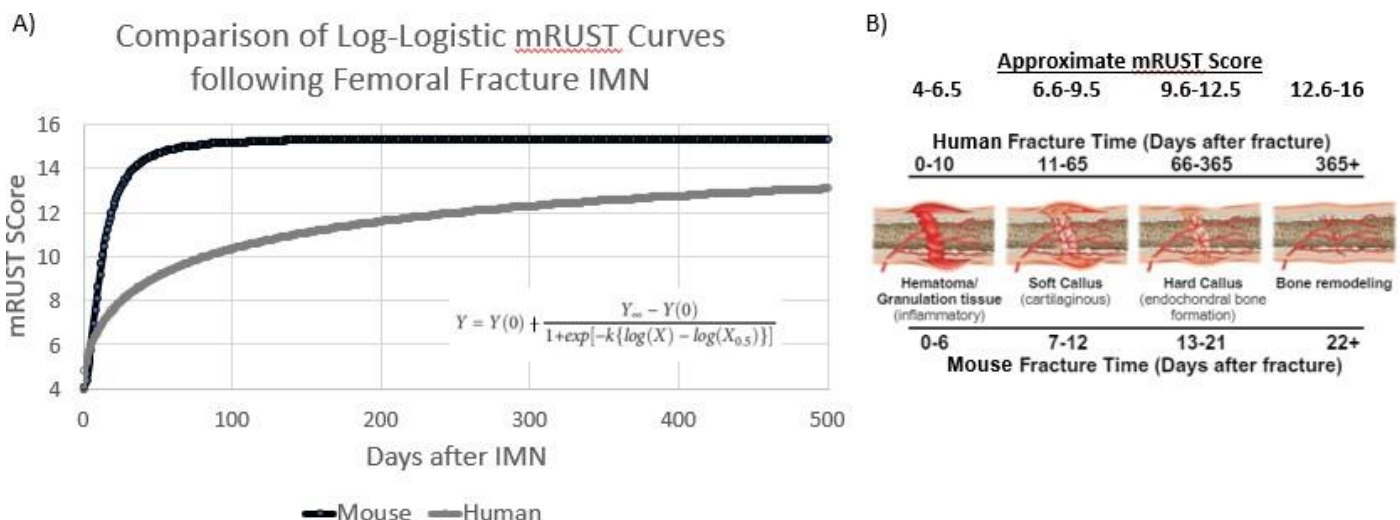 A)
Comparison of Log-Logistic mRUST Curves
following Femoral Fracture IMN
mRUST SCore
16
14
12
10
8
6
4
Y = Y(0) + \frac{Y_∞ − Y(0)}{1+exp[−k{log(X) − log(X_{0.5})}]}
0 100 200 300 400 500
Days after IMN
Mouse Human
B)
Approximate mRUST Score
4-6.5 6.6-9.5 9.6-12.5 12.6-16
Human Fracture Time (Days after fracture)
0-10 11-65 66-365 365+
Hematoma/ Soft Callus Hard Callus Bone remodeling
Granulation tissue (cartilaginous) (endochondral bone
(inflammatory) formation)
0-6 7-12 13-21 22+
Mouse Fracture Time (Days after fracture)